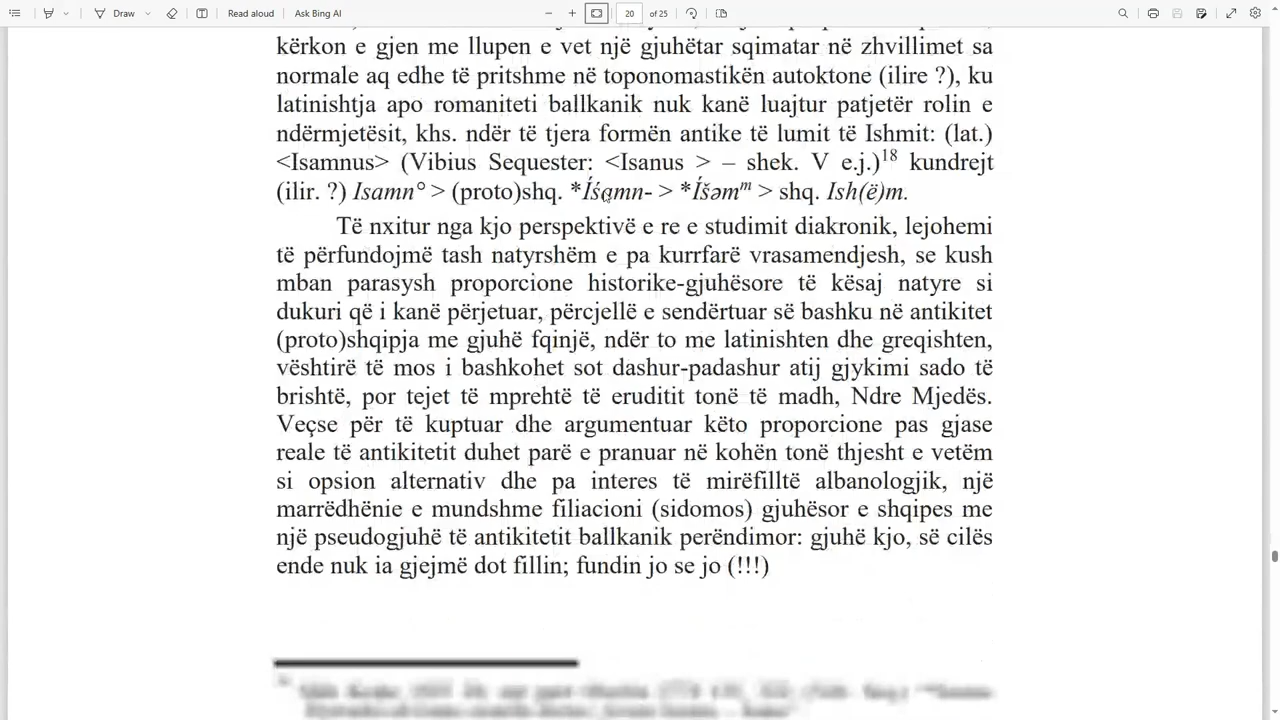 Draw
Read aloud
Ask Bing AI
20 of 25
kërkon e gjen me llupen e vet një gjuhëtar sqimatar në zhvillimet sa
normale aq edhe të pritshme në toponomastikën autoktone (ilire ?), ku
latinishtja apo romaniteti ballkanik nuk kanë luajtur patjetër rolin e
ndërmjetësit, khs. ndër të tjera formën antike të lumit të Ishmit: (lat.)
<Isamnus> (Vibius Sequester: <Isanus > – shek. V e.j.)18 kundrejt
(ilir. ?) Isamn° > (proto)shq. *Íśąmn- > *Íšəmm > shq. Ish(ë)m.
Të nxitur nga kjo perspektivë e re e studimit diakronik, lejohemi
të përfundojmë tash natyrshëm e pa kurrfarë vrasamendjesh, se kush
mban parasysh proporcione historike-gjuhësore të kësaj natyre si
dukuri që i kanë përjetuar, përcjellë e sendërtuar së bashku në antikitet
(proto)shqipja me gjuhë fqinjë, ndër to me latinishten dhe greqishten,
vështirë të mos i bashkohet sot dashur-padashur atij gjykimi sado të
brishtë, por tejet të mprehtë të eruditit tonë të madh, Ndre Mjedës.
Veçse për të kuptuar dhe argumentuar këto proporcione pas gjase
reale të antikitetit duhet parë e pranuar në kohën tonë thjesht e vetëm
si opsion alternativ dhe pa interes të mirëfilltë albanologjik, një
marrëdhënie e mundshme filiacioni (sidomos) gjuhësor e shqipes me
një pseudogjuhë të antikitetit ballkanik perëndimor: gjuhë kjo, së cilës
ende nuk ia gjejmë dot fillin; fundin jo se jo (!!!)